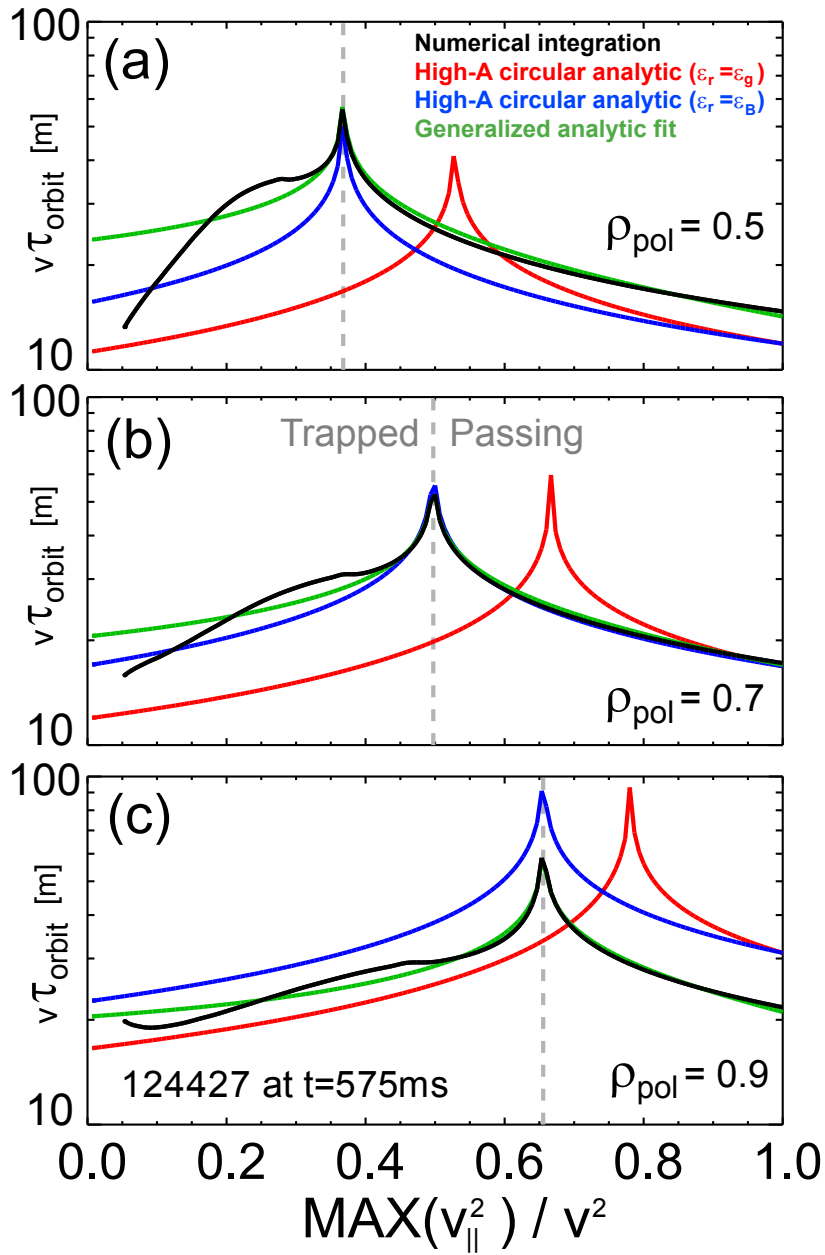 100
(a)
Numerical integration
High-A circular analytic (εr =εg)
High-A circular analytic (εr =εB)
Generalized analytic fit
vτorbit [m]
ρpol = 0.5
10
100
(b)
Trapped Passing
vτorbit [m]
ρpol = 0.7
10
100
(c)
vτorbit [m]
124427 at t=575ms
ρpol = 0.9
10
0.0 0.2 0.4 0.6 0.8 1.0
MAX(v||²) / v²